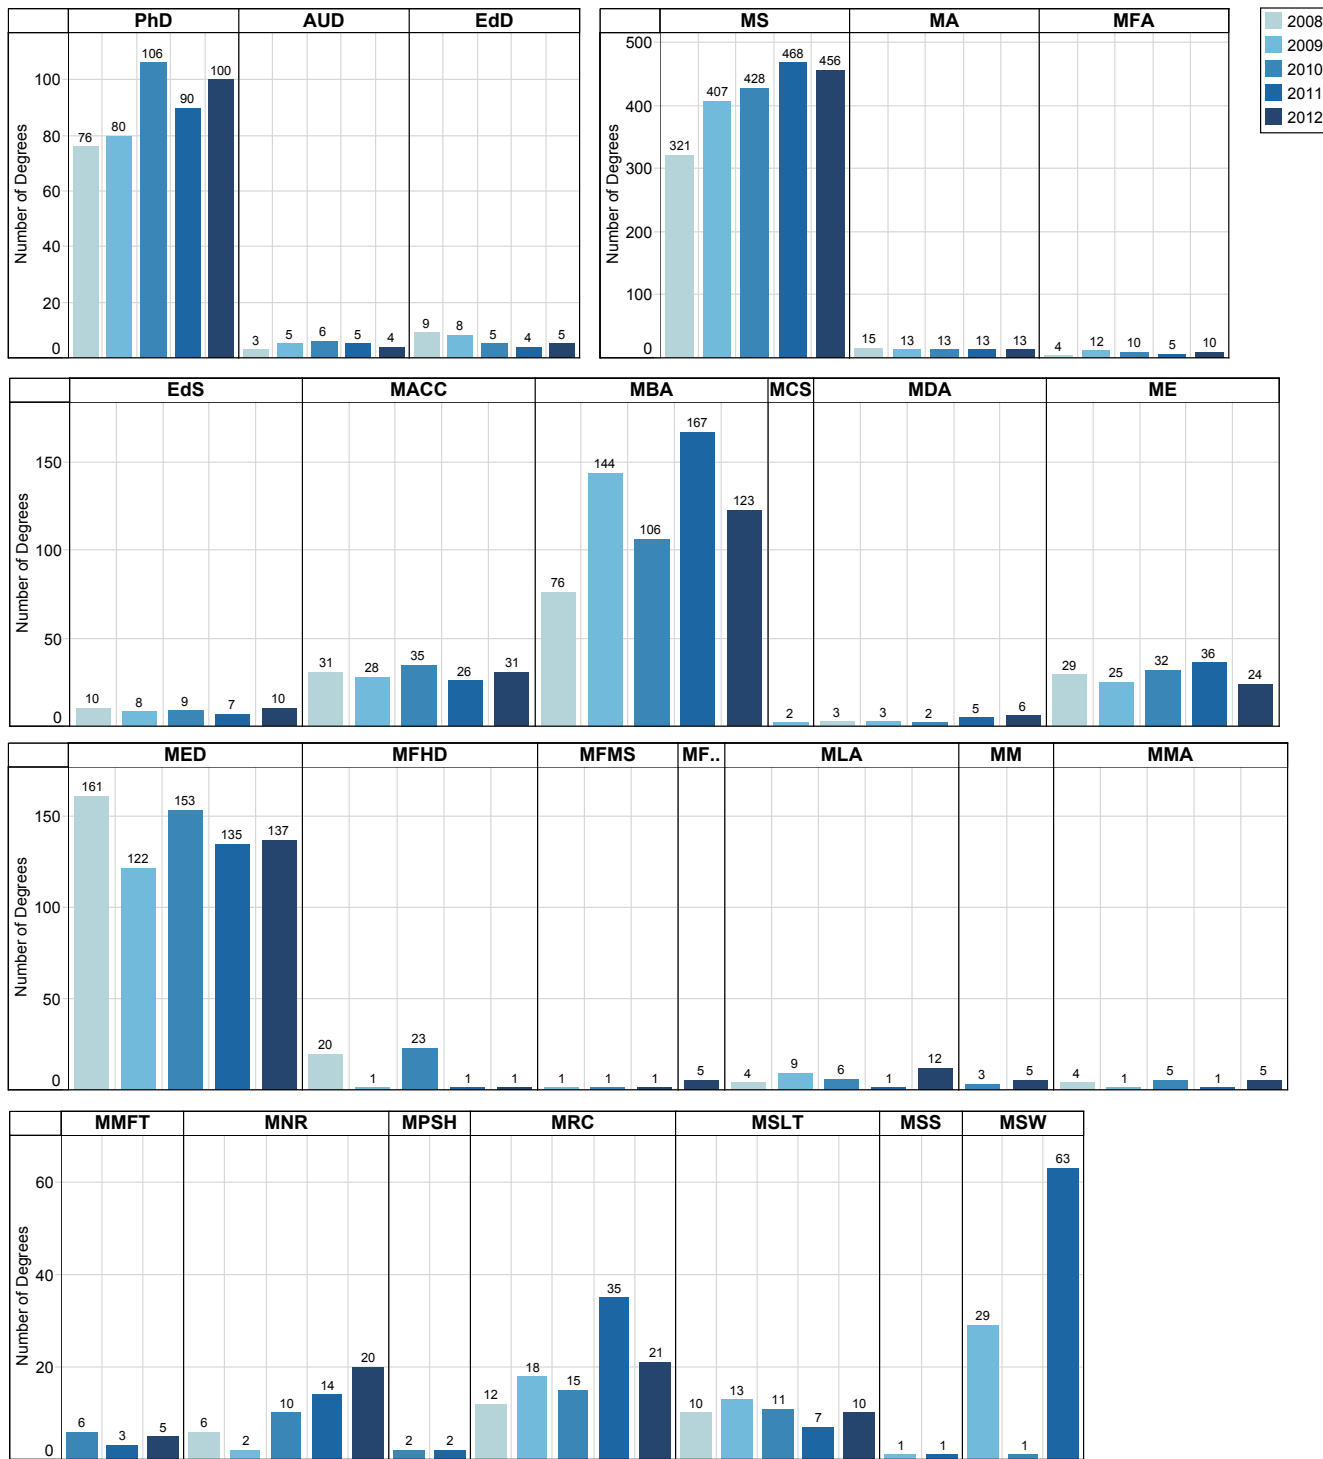 PhD AUD EdD
Number of Degrees
100
80
60
40
20
0
76 80 106 90 100
3 5 6 5 4
9 8 5 4 5
MS MA MFA
Number of Degrees
500
400
300
200
100
0
321 407 428 468 456
15 13 13 13 13
4 12 10 5 10
2008
2009
2010
2011
2012
EdS MACC MBA MCS MDA ME
Number of Degrees
150
100
50
0
10 8 9 7 10
31 28 35 26 31
76 144 106 167 123
2
3 3 2 5 6
29 25 32 36 24
MED MFHD MFMS MF.. MLA MM MMA
Number of Degrees
150
100
50
0
161 122 153 135 137
20 1 23 1 1
1 1 1
5
4 9 6 1 12
3 5
4 1 5 1 5
MMFT MNR MPSH MRC MSLT MSS MSW
Number of Degrees
60
40
20
0
6 3 5
6 2 10 14 20
2 2
12 18 15 35 21
10 13 11 7 10
1 1
29 1 63